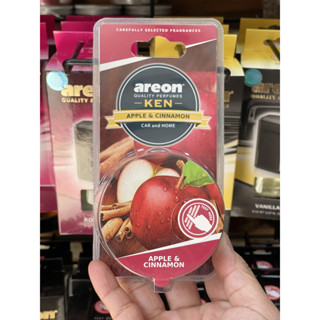 CAREFULLY SELECTED FRAGRANCES
areon
QUALITY PERFUMES
KEN
APPLE & CINNAMON
CAR and HOME
APPLE &
CINNAMON
areon
QUALITY
areon
QUALITY PERFUMES
VANILLA